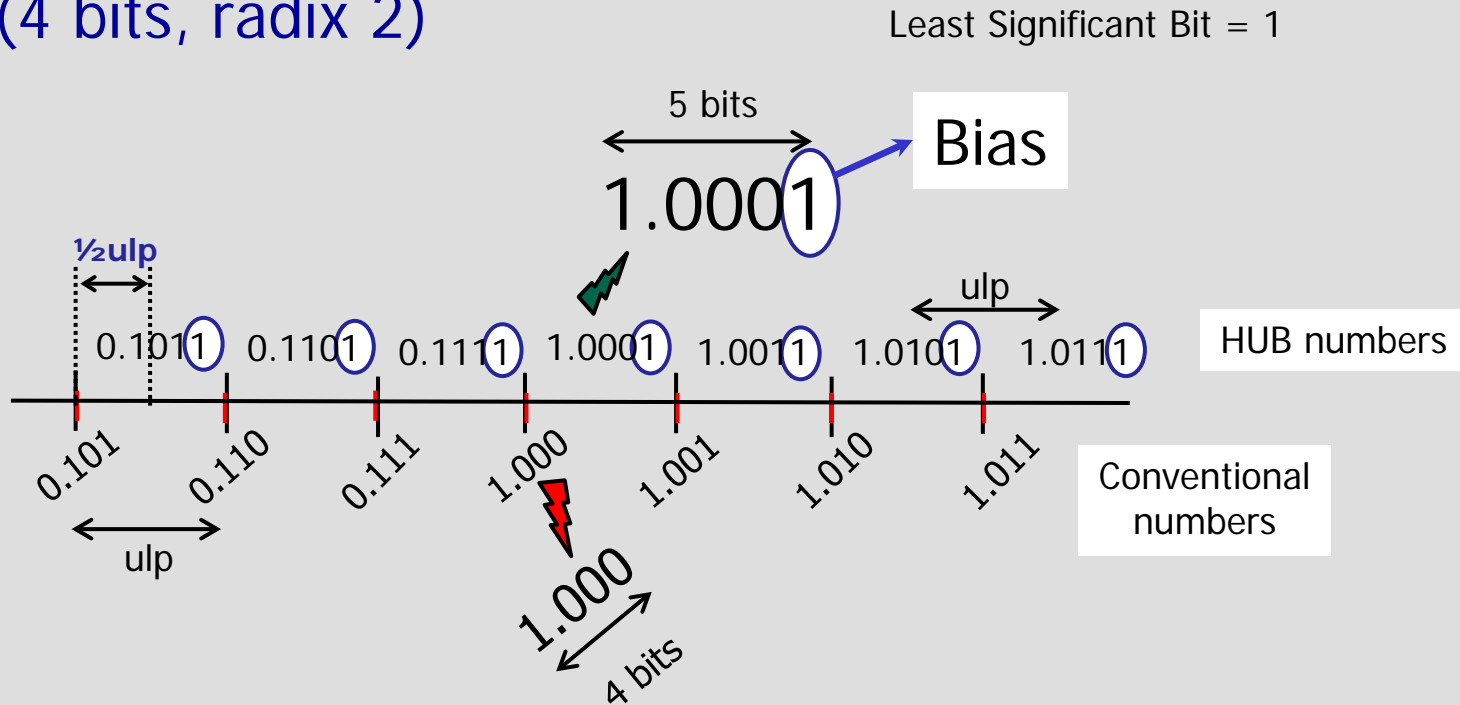 (4 bits, radix 2)
Least Significant Bit = 1
5 bits
Bias
1.0001
½ulp
ulp
0.1011 0.1101 0.1111 1.0001 1.0011 1.0101 1.0111
HUB numbers
0.101 0.110 0.111 1.000 1.001 1.010 1.011
Conventional
numbers
ulp
1.000
4 bits